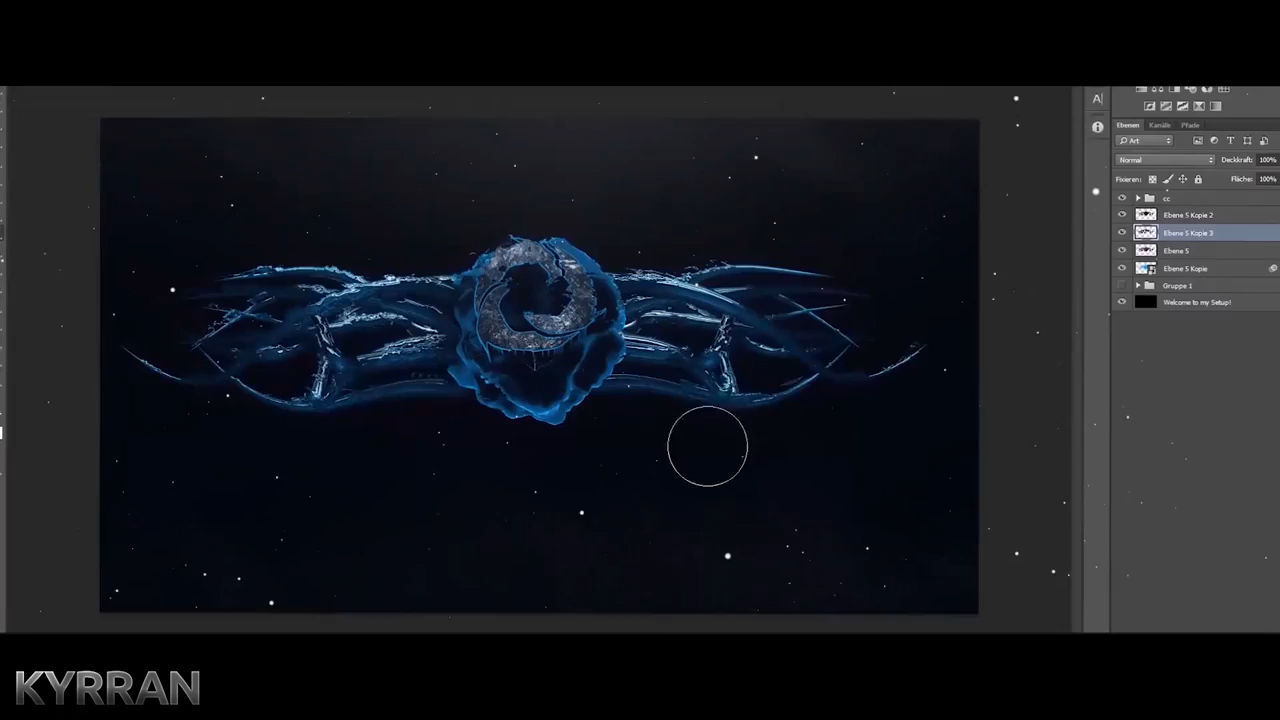 A|
Ebenen Kanäle Pfade
Art
Normal Deckkraft: 100%
Fixieren: Fläche: 100%
cc
Ebene 5 Kopie 2
Ebene 5 Kopie 3
Ebene 5
Ebene 5 Kopie
Gruppe 1
Welcome to my Setup!
KYRRAN